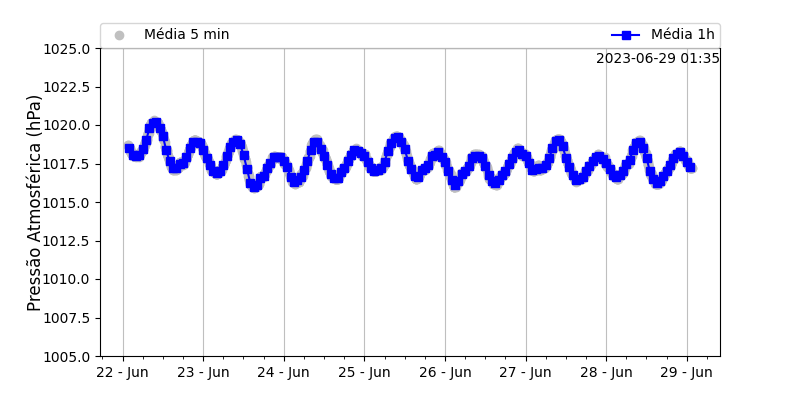 Média 5 min
Média 1h
2023-06-29 01:35
Pressão Atmosférica (hPa)
1025.0
1022.5
1020.0
1017.5
1015.0
1012.5
1010.0
1007.5
1005.0
22 - Jun
23 - Jun
24 - Jun
25 - Jun
26 - Jun
27 - Jun
28 - Jun
29 - Jun